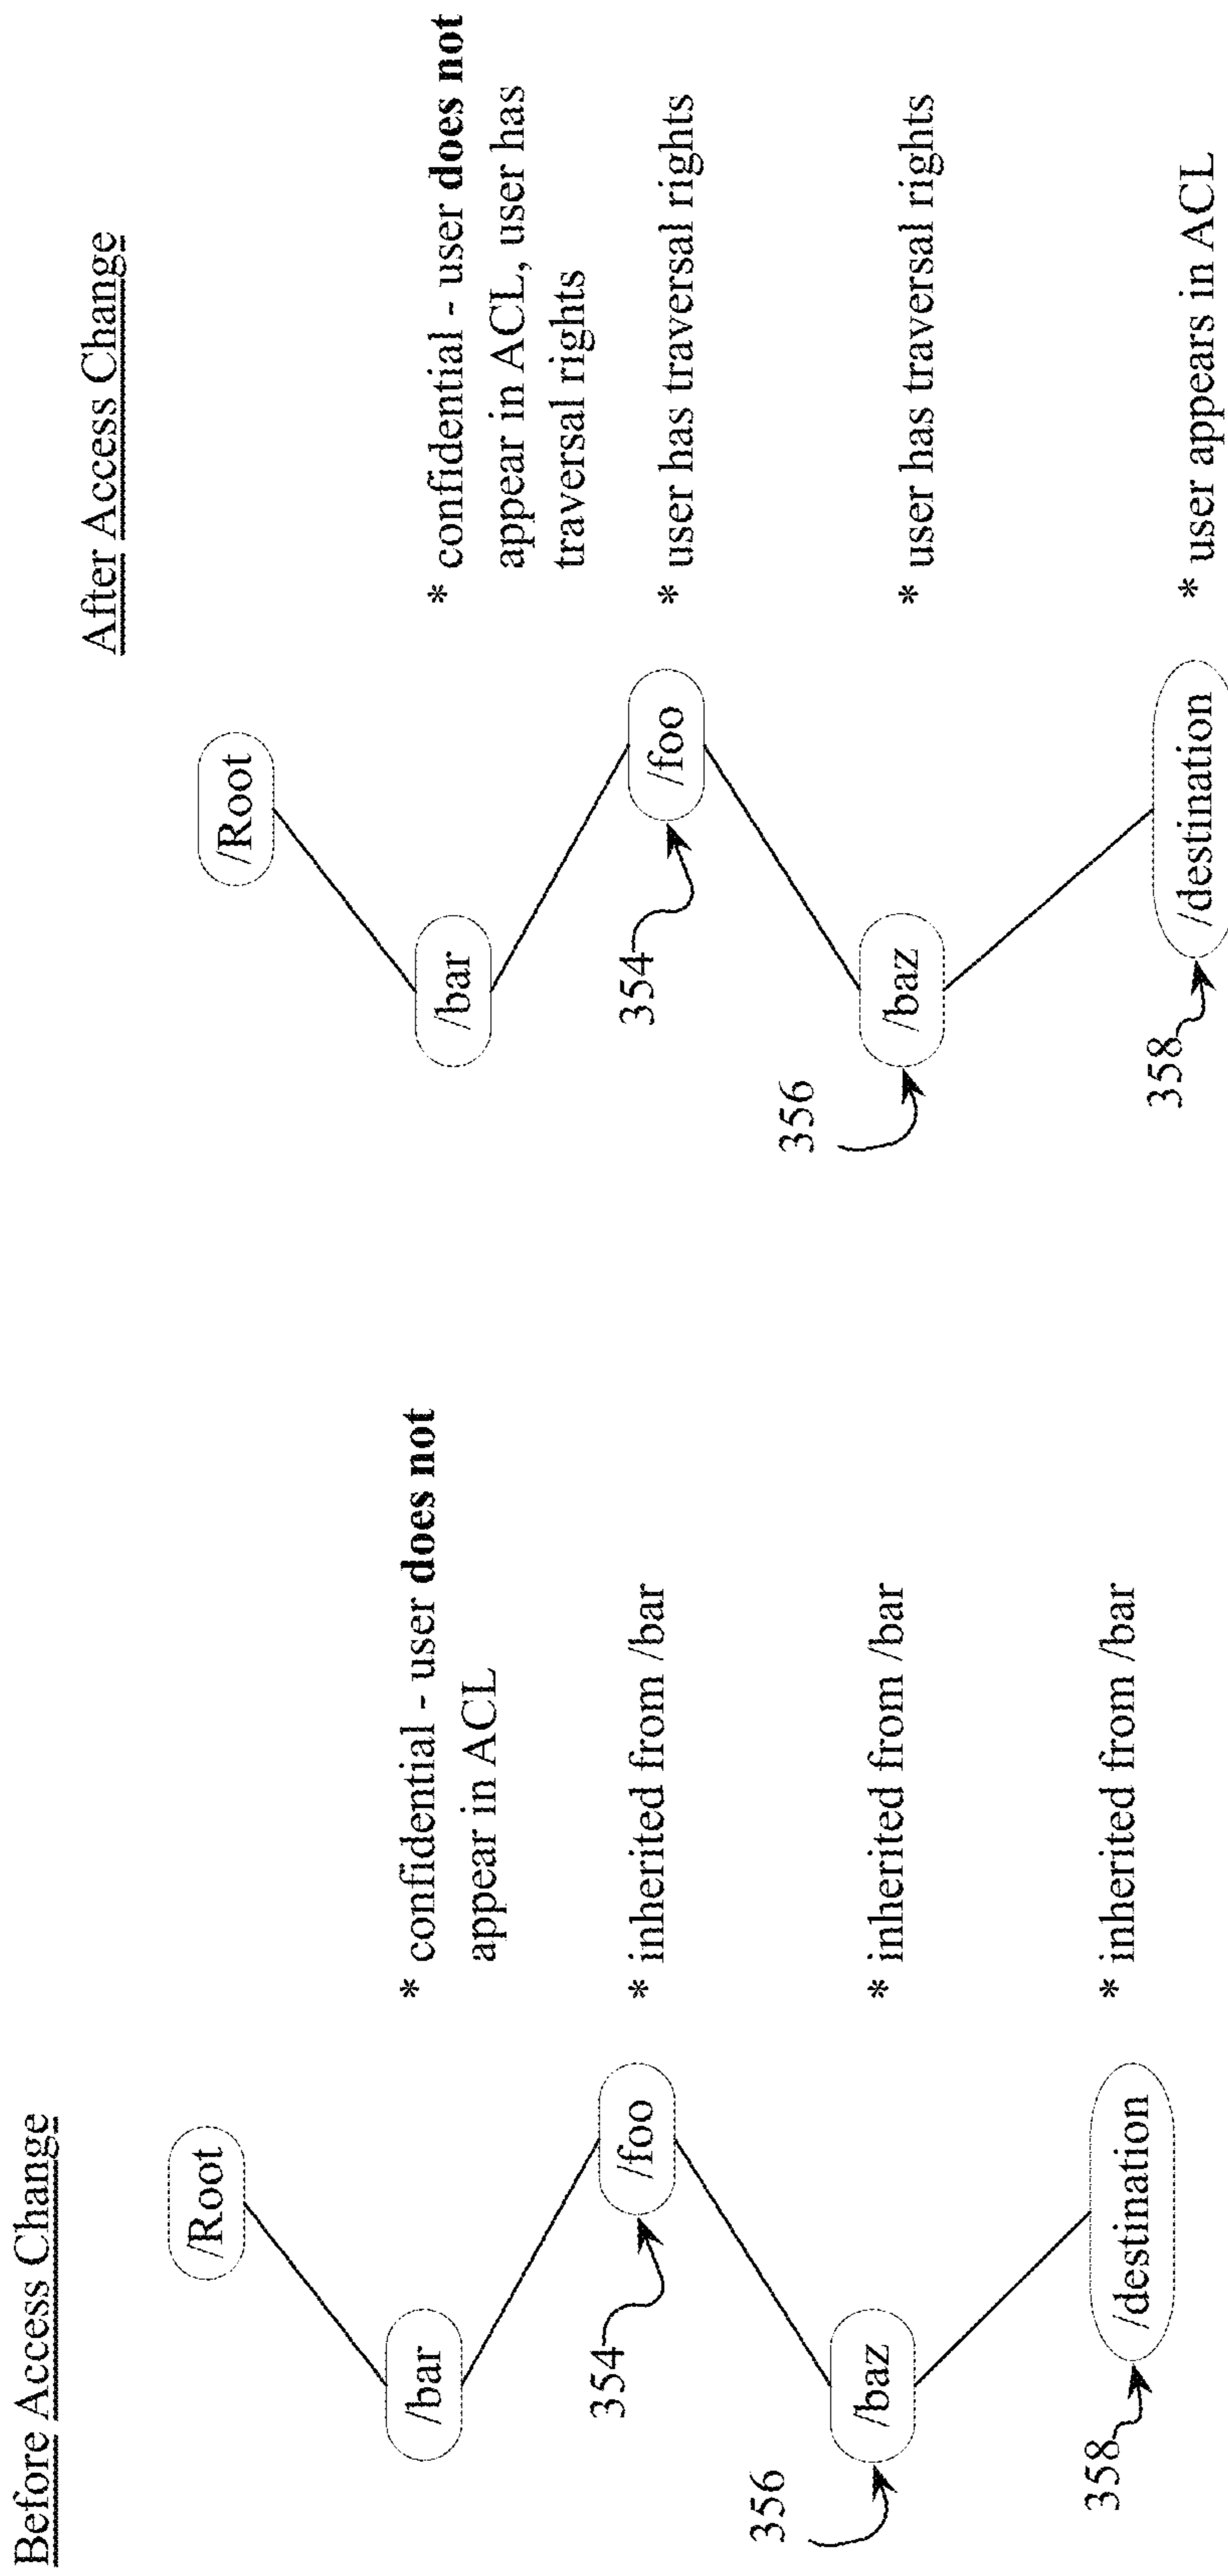 Before Access Change
/Root
/bar
* confidential - user does not
appear in ACL
/foo
* inherited from /bar
354
/baz
* inherited from /bar
356
/destination
* inherited from /bar
358
After Access Change
/Root
/bar
* confidential - user does not
appear in ACL, user has
traversal rights
/foo
* user has traversal rights
354
/baz
* user has traversal rights
356
/destination
* user appears in ACL
358